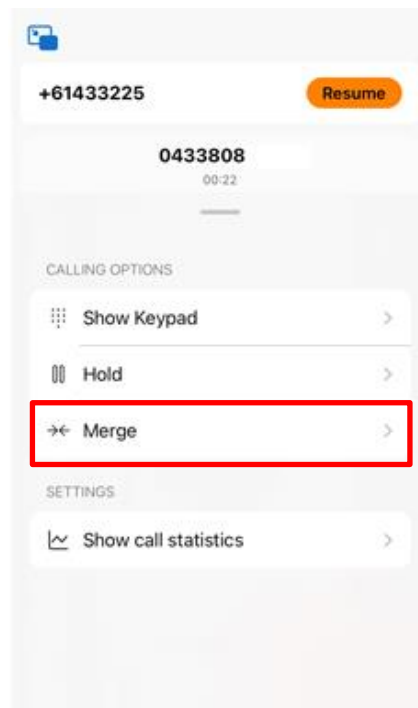 +61433225
Resume
0433808
00:22
CALLING OPTIONS
Show Keypad
Hold
Merge
SETTINGS
Show call statistics